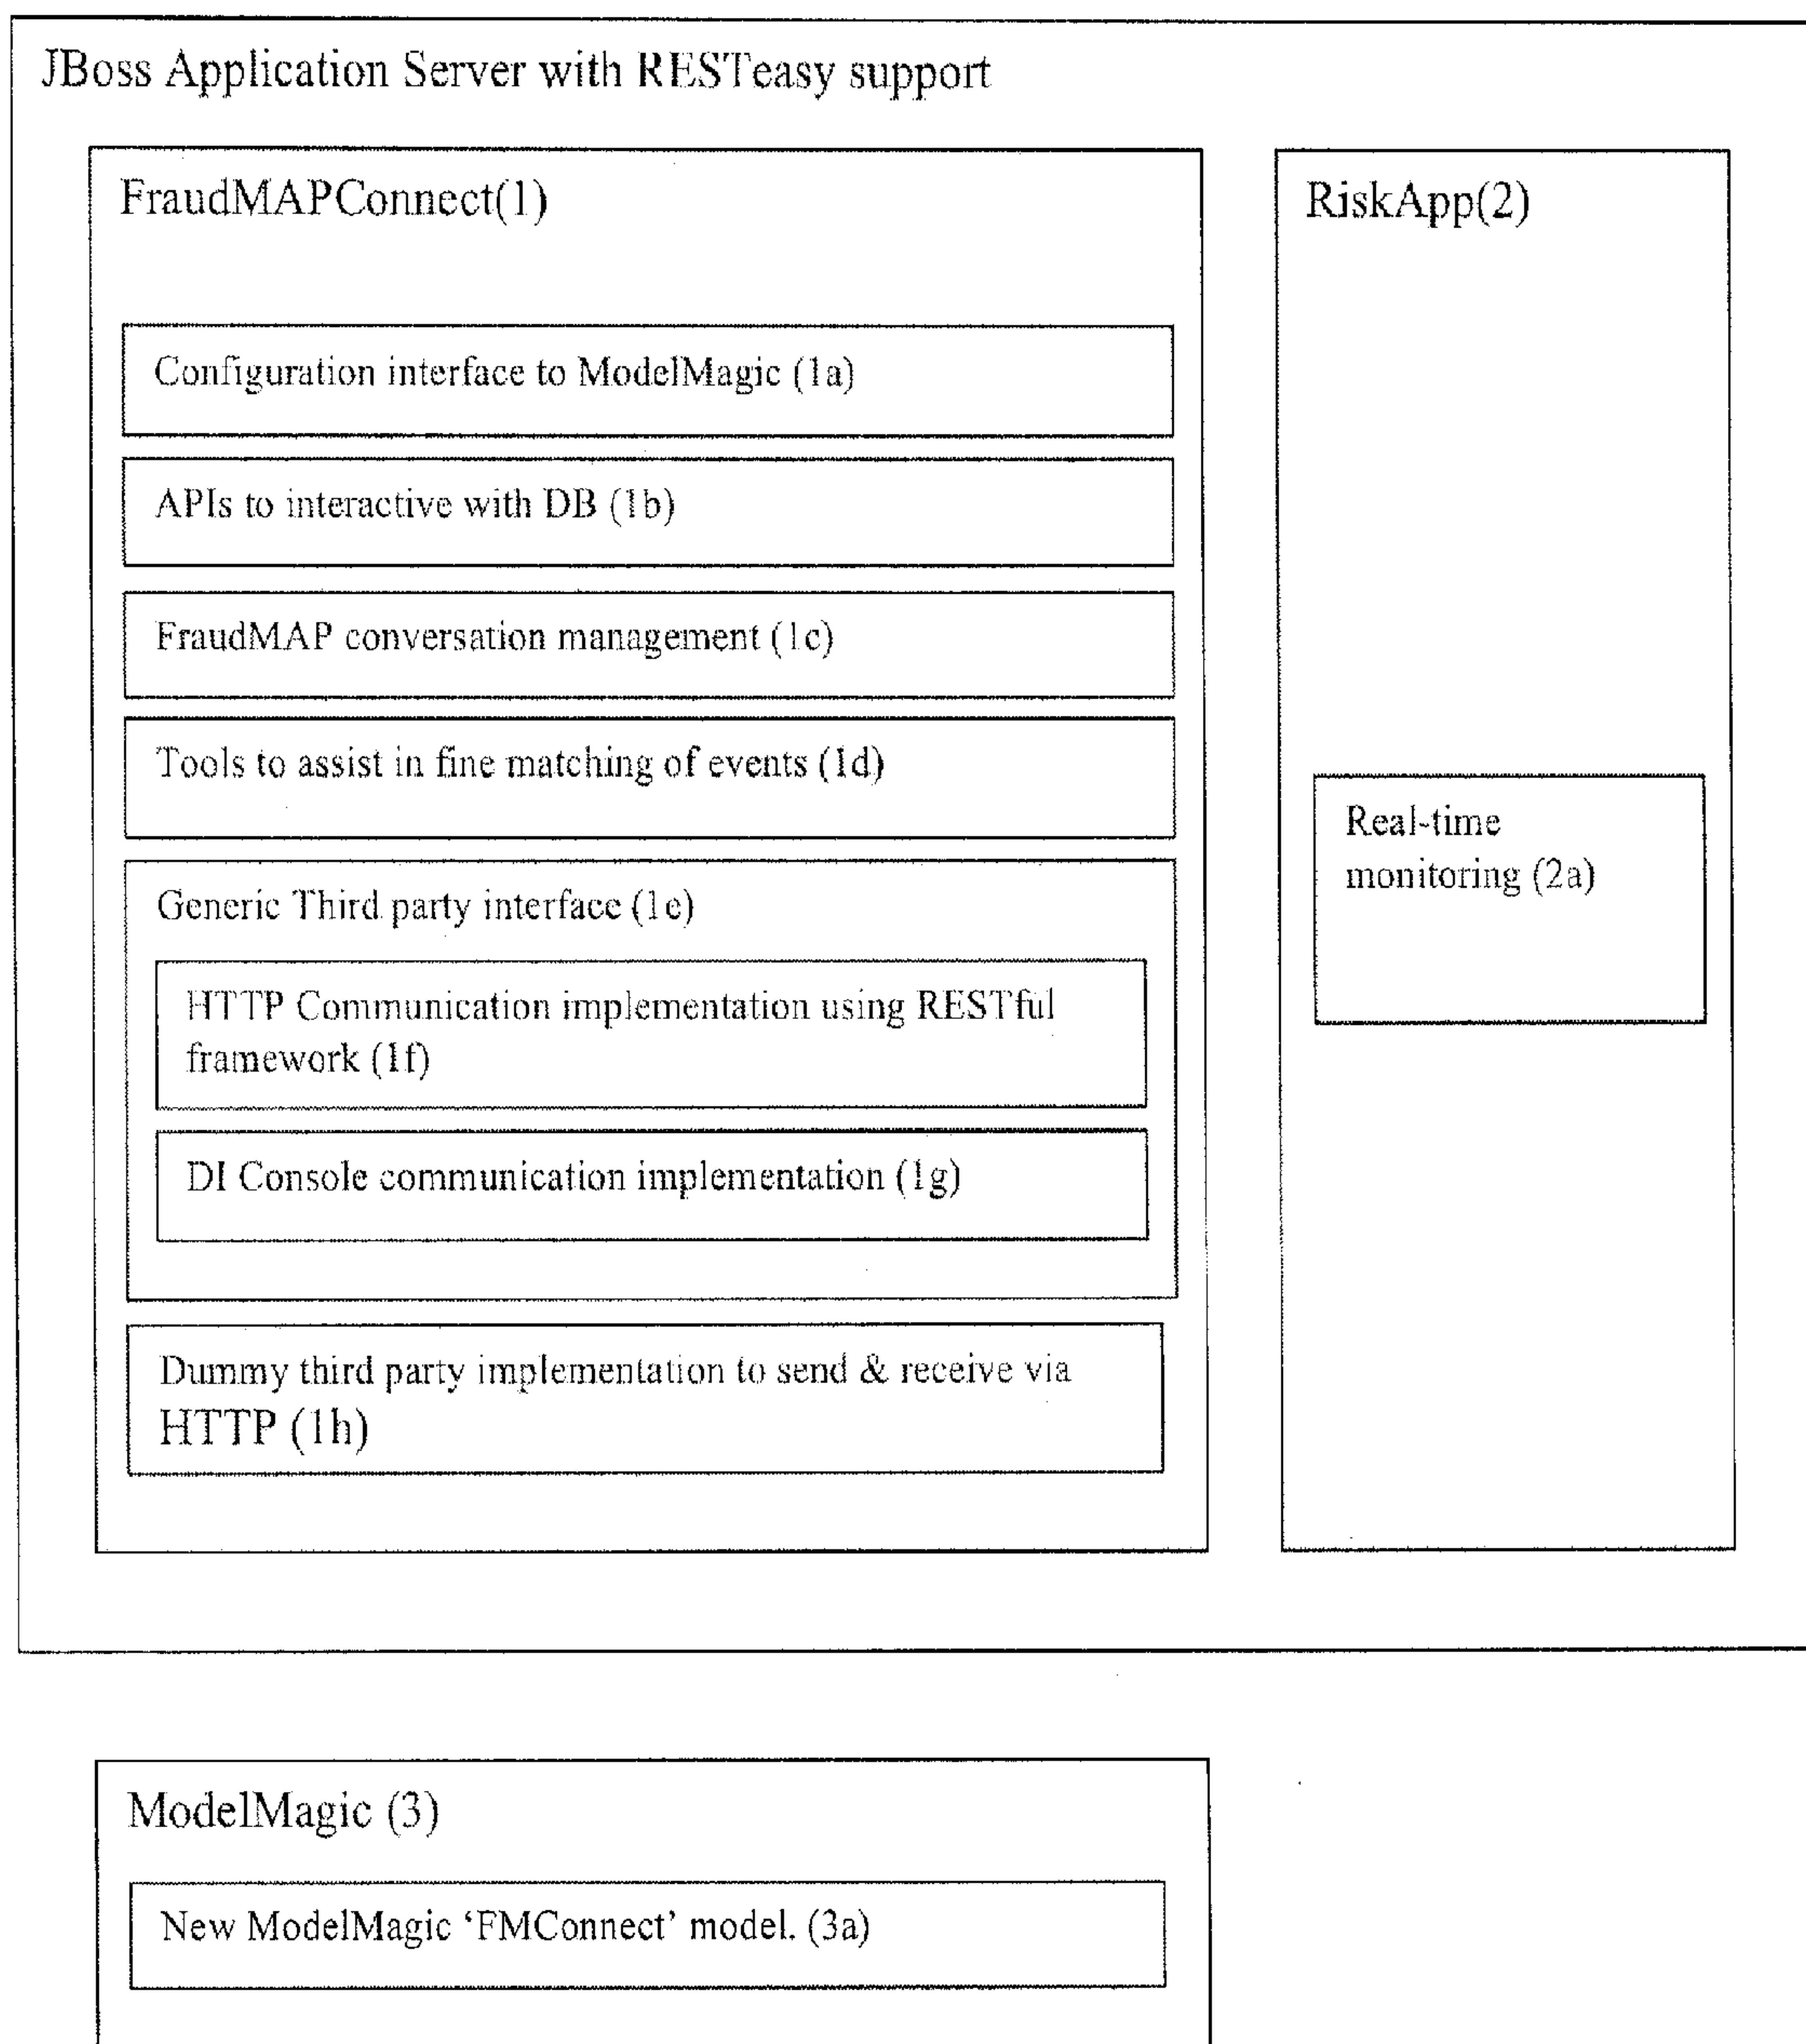 JBoss Application Server with RESTeasy support
FraudMAPConnect(1)
Configuration interface to ModelMagic (1a)
APIs to interactive with DB (1b)
FraudMAP conversation management (1c)
Tools to assist in fine matching of events (1d)
Generic Third party interface (1e)
HTTP Communication implementation using RESTful
framework (1f)
DI Console communication implementation (1g)
Dummy third party implementation to send & receive via
HTTP (1h)
RiskApp(2)
Real-time
monitoring (2a)
ModelMagic (3)
New ModelMagic ‘FMConnect’ model. (3a)